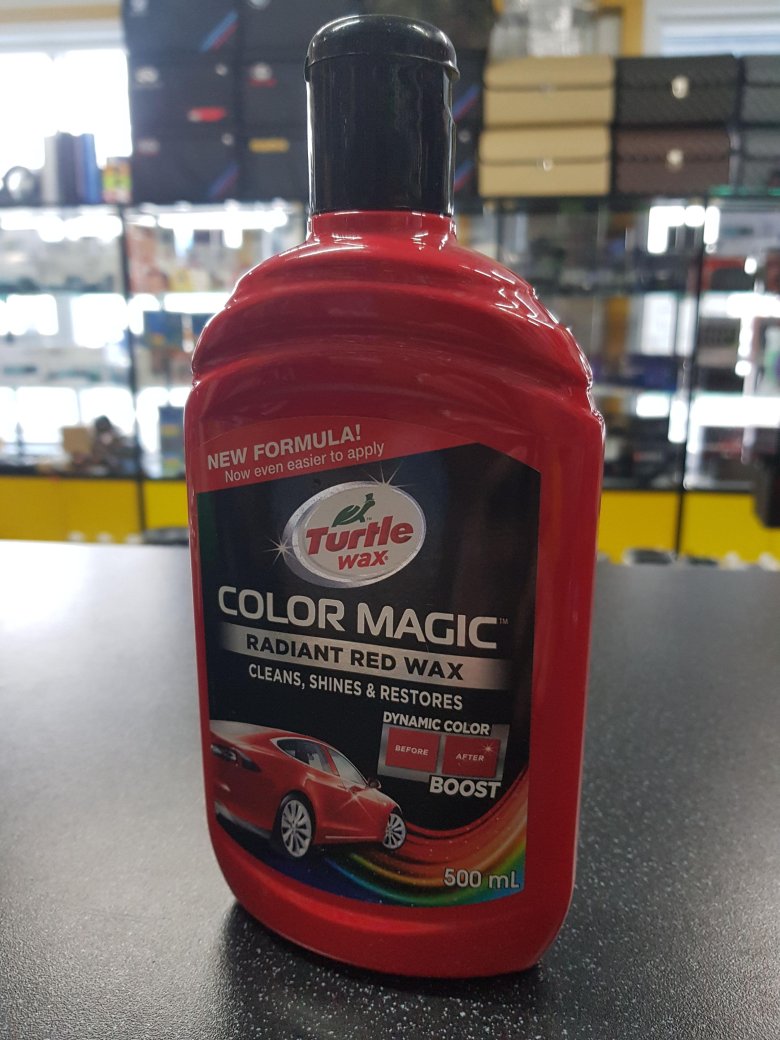 NEW FORMULA!
Now even easier to apply
Turtle
wax®
COLOR MAGIC™
RADIANT RED WAX
CLEANS, SHINES & RESTORES
DYNAMIC COLOR
BEFORE AFTER
BOOST
500 mL